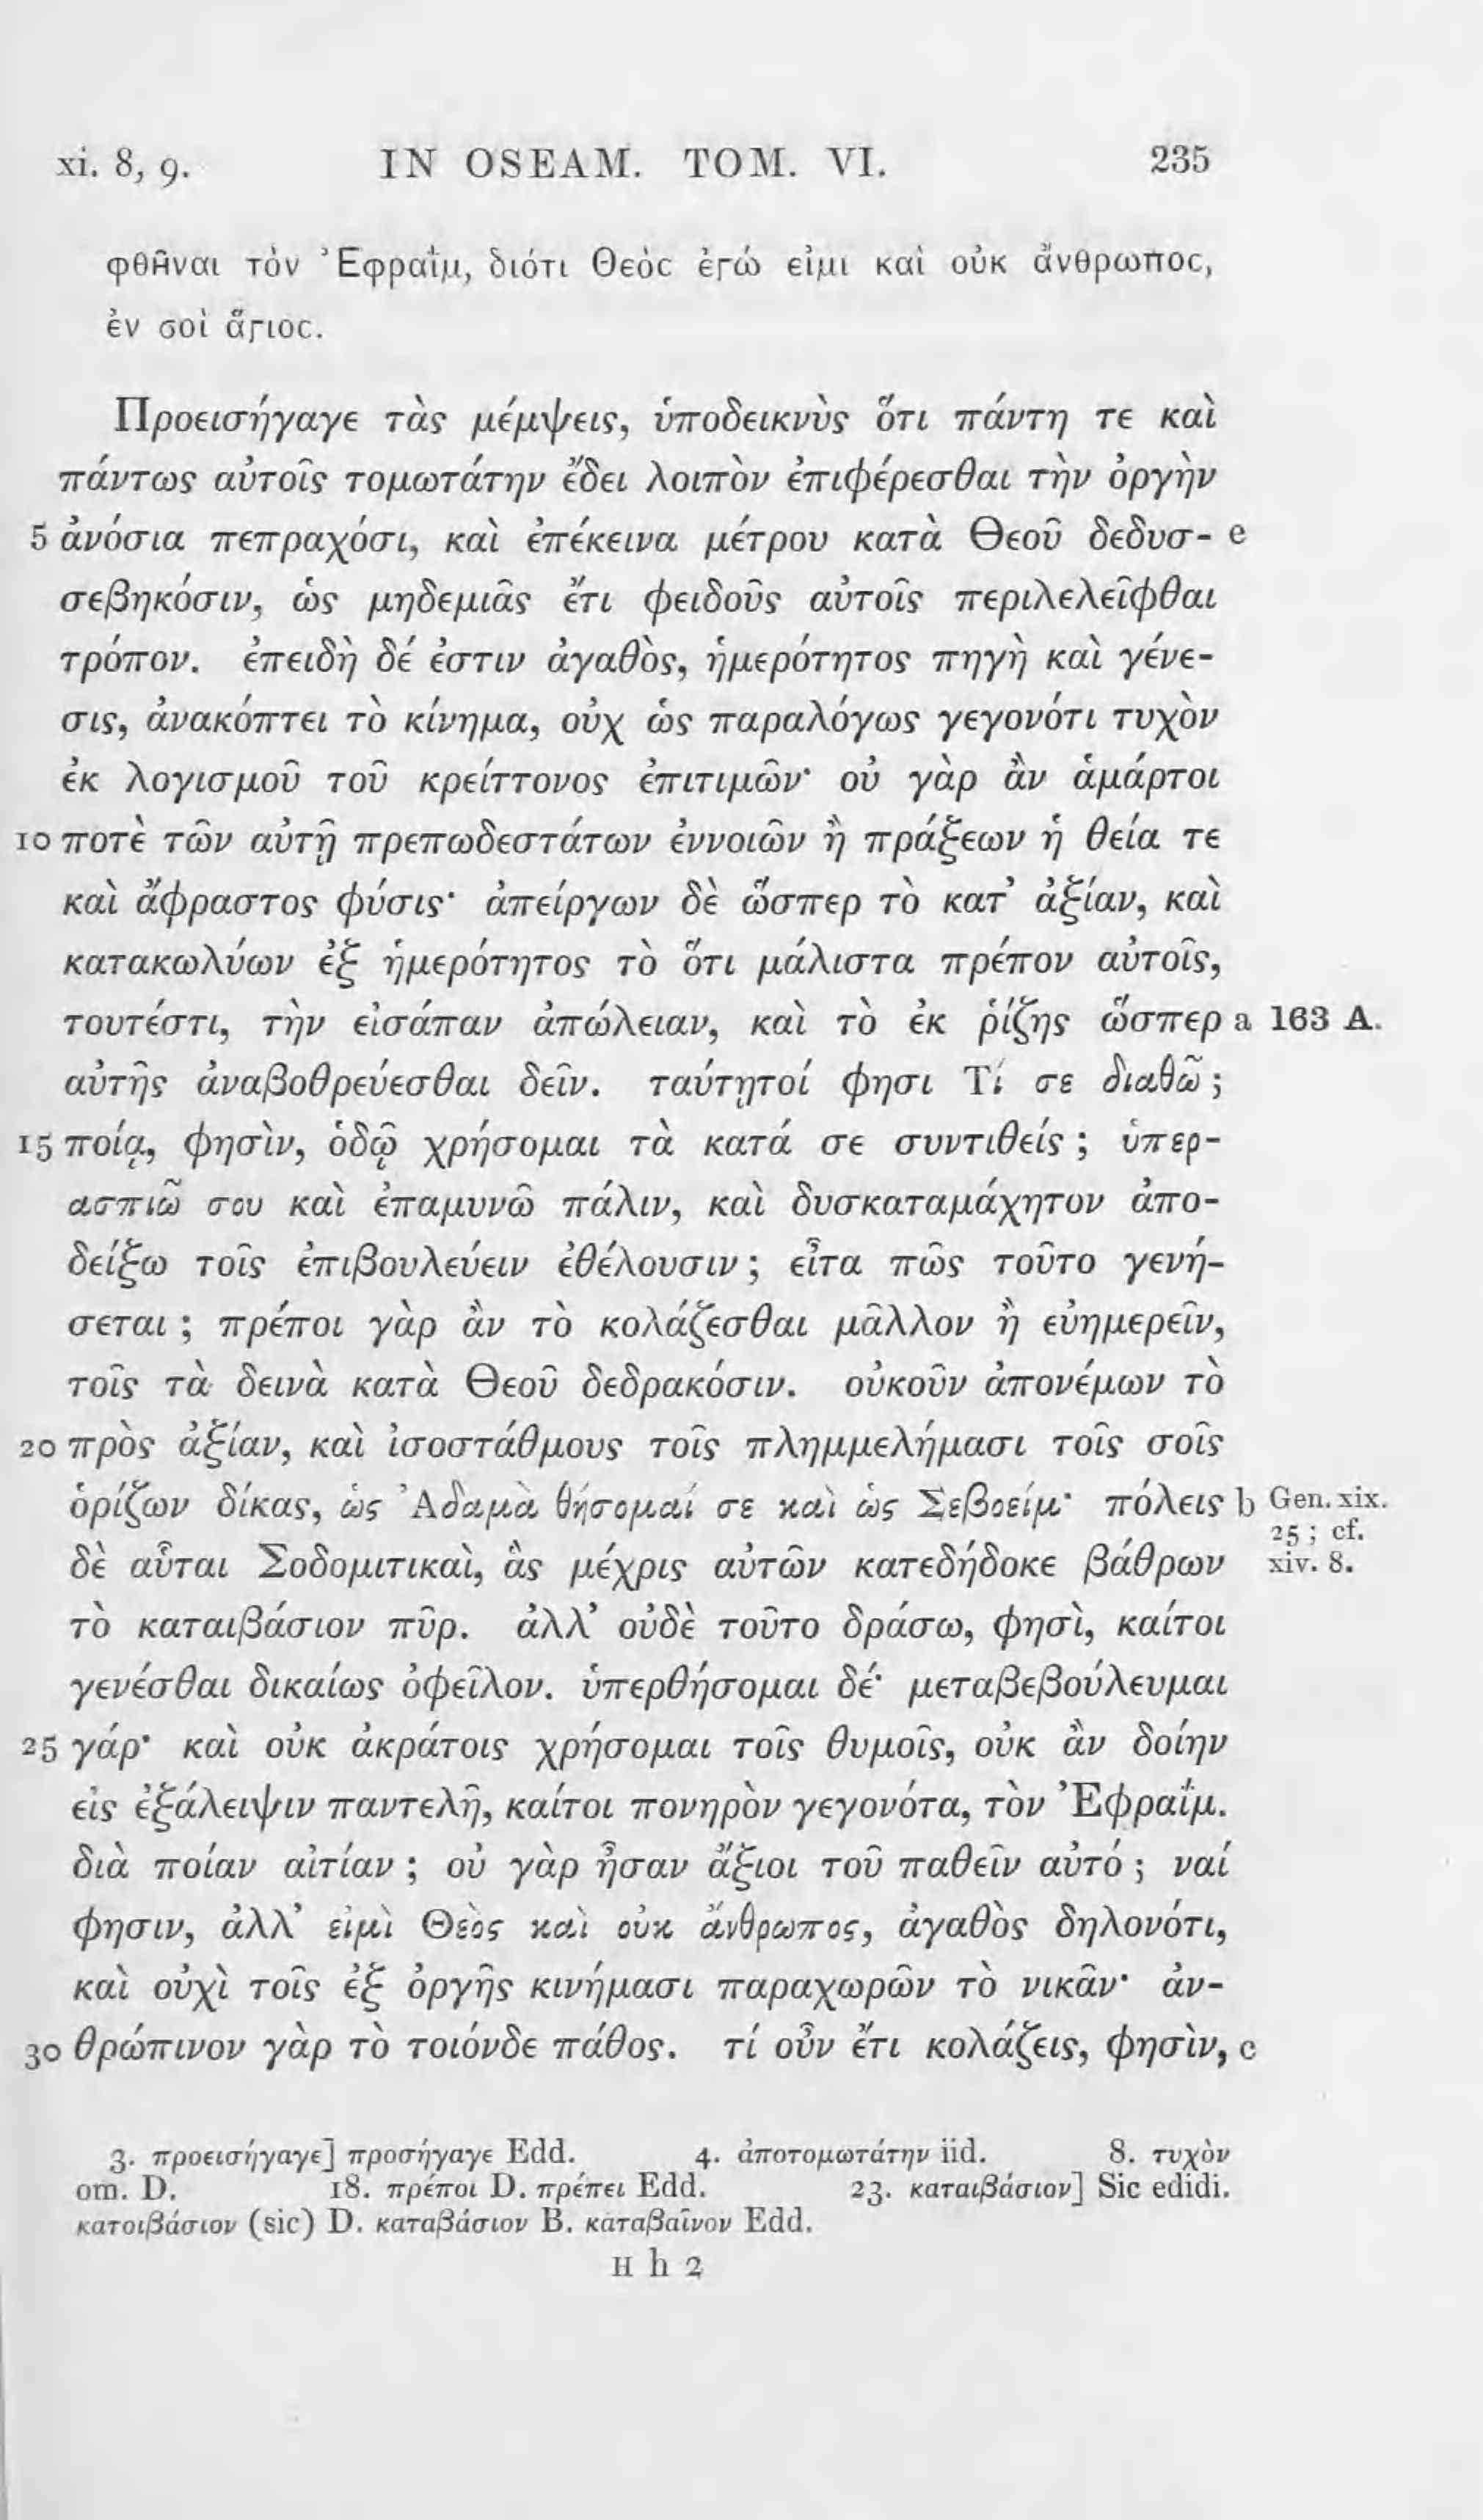 xi. 8, 9. IN OSEAM. TOM. VI. 235
φθῆναι τὸν Ἐφραῒμ, διότι Θεὸς ἐγώ εἰμι καὶ οὐκ ἄνθρωπος,
ἐν σοὶ ἅγιος.
Προεισήγαγε τὰς μέμψεις, ὑποδεικνὺς ὅτι πάντη τε καὶ
πάντως αὐτοῖς τομωτάτην ἔδει λοιπὸν ἐπιφέρεσθαι τὴν ὀργὴν
5 ἀνόσια πεπραχόσι, καὶ ἐπέκεινα μέτρου κατὰ Θεοῦ δεδυσ- e
σεβηκόσιν, ὡς μηδεμιᾶς ἔτι φειδοῦς αὐτοῖς περιλελεῖφθαι
τρόπον. ἐπειδὴ δέ ἐστιν ἀγαθὸς, ἡμερότητος πηγὴ καὶ γένε-
σις, ἀνακόπτει τὸ κίνημα, οὐχ ὡς παραλόγως γεγονότι τυχὸν
ἐκ λογισμοῦ τοῦ κρείττονος ἐπιτιμῶν· οὐ γὰρ ἂν ἁμάρτοι
10 ποτὲ τῶν αὐτῇ πρεπωδεστάτων ἐννοιῶν ἢ πράξεων ἡ θεία τε
καὶ ἄφραστος φύσις· ἀπείργων δὲ ὥσπερ τὸ κατ’ ἀξίαν, καὶ
κατακωλύων ἐξ ἡμερότητος τὸ ὅτι μάλιστα πρέπον αὐτοῖς,
τουτέστι, τὴν εἰσάπαν ἀπώλειαν, καὶ τὸ ἐκ ῥίζης ὥσπερ a 163 A.
αὐτῆς ἀναβοθρεύεσθαι δεῖν. ταύτῃτοί φησι Τί σε διαθῶ ;
15 ποίᾳ, φησὶν, ὁδῷ χρήσομαι τὰ κατά σε συντιθείς ; ὑπερ-
ασπιῶ σου καὶ ἐπαμυνῶ πάλιν, καὶ δυσκαταμάχητον ἀπο-
δείξω τοῖς ἐπιβουλεύειν ἐθέλουσιν ; εἶτα πῶς τοῦτο γενή-
σεται ; πρέποι γὰρ ἂν τὸ κολάζεσθαι μᾶλλον ἢ εὐημερεῖν,
τοῖς τὰ δεινὰ κατὰ Θεοῦ δεδρακόσιν. οὐκοῦν ἀπονέμων τὸ
20 πρὸς ἀξίαν, καὶ ἰσοστάθμους τοῖς πλημμελήμασι τοῖς σοῖς
ὁρίζων δίκας, ὡς Ἀδαμὰ θήσομαί σε καὶ ὡς Σεβοείμ· πόλεις b Gen. xix.
25 ; cf.
δὲ αὗται Σοδομιτικαὶ, ἃς μέχρις αὐτῶν κατεδήδοκε βάθρων xiv. 8.
τὸ καταιβάσιον πῦρ. ἀλλ’ οὐδὲ τοῦτο δράσω, φησὶ, καίτοι
γενέσθαι δικαίως ὀφεῖλον. ὑπερθήσομαι δέ· μεταβεβούλευμαι
25 γάρ· καὶ οὐκ ἀκράτοις χρήσομαι τοῖς θυμοῖς, οὐκ ἂν δοίην
εἰς ἐξάλειψιν παντελῆ, καίτοι πονηρὸν γεγονότα, τὸν Ἐφραΐμ.
διὰ ποίαν αἰτίαν ; οὐ γὰρ ἦσαν ἄξιοι τοῦ παθεῖν αὐτό ; ναί
φησιν, ἀλλ’ εἰμὶ Θεὸς καὶ οὐκ ἄνθρωπος, ἀγαθὸς δηλονότι,
καὶ οὐχὶ τοῖς ἐξ ὀργῆς κινήμασι παραχωρῶν τὸ νικᾶν· ἀν-
30 θρώπινον γὰρ τὸ τοιόνδε πάθος. τί οὖν ἔτι κολάζεις, φησὶν, c
3. προεισήγαγε] προσήγαγε Edd. 4. ἀποτομωτάτην iid. 8. τυχὸν
om. D. 18. πρέποι D. πρέπει Edd. 23. καταιβάσιον] Sic edidi.
κατοιβάσιον (sic) D. καταβάσιον B. καταβαῖνον Edd.
H h 2